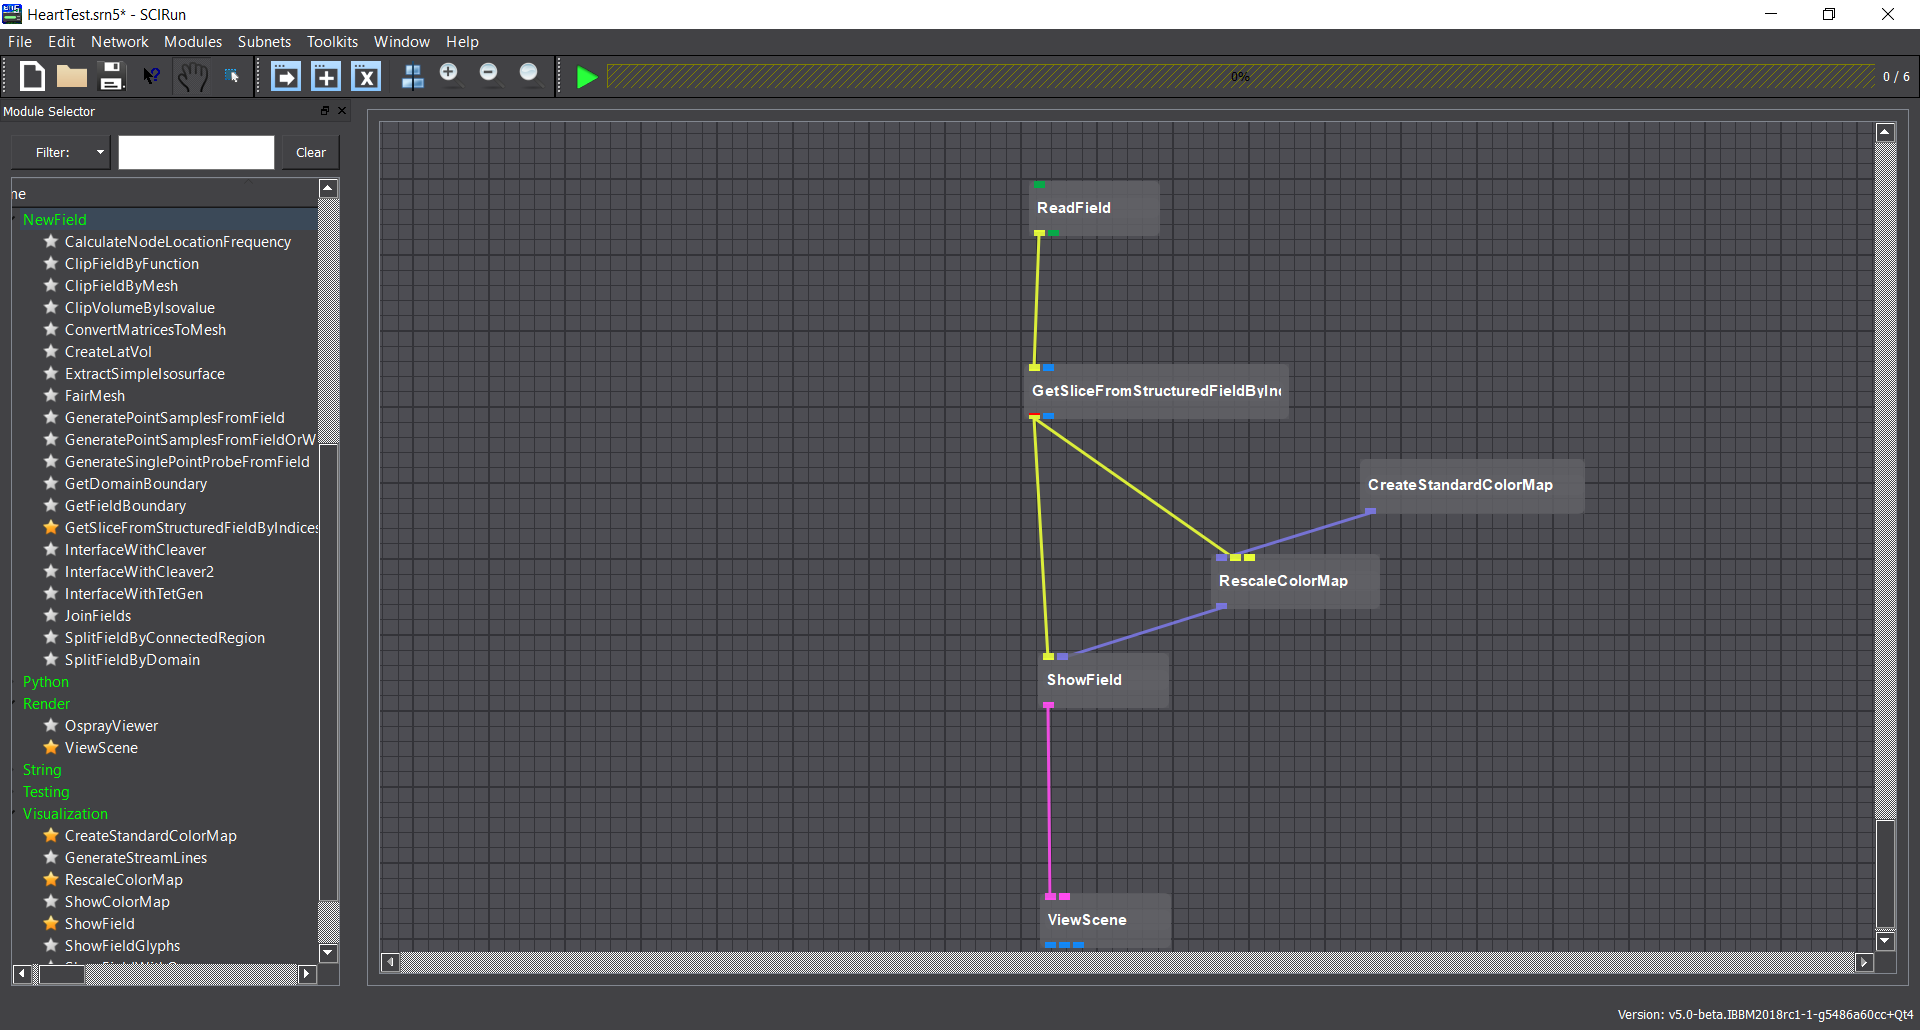 HeartTest.srn5* - SCIRun
File Edit Network Modules Subnets Toolkits Window Help
0%
0 / 6
Module Selector
Filter:
Clear
me
NewField
CalculateNodeLocationFrequency
ClipFieldByFunction
ClipFieldByMesh
ClipVolumeByIsovalue
ConvertMatricesToMesh
CreateLatVol
ExtractSimpleIsosurface
FairMesh
GeneratePointSamplesFromField
GeneratePointSamplesFromFieldOrW
GenerateSinglePointProbeFromField
GetDomainBoundary
GetFieldBoundary
GetSliceFromStructuredFieldByIndices
InterfaceWithCleaver
InterfaceWithCleaver2
InterfaceWithTetGen
JoinFields
SplitFieldByConnectedRegion
SplitFieldByDomain
Python
Render
OsprayViewer
ViewScene
String
Testing
Visualization
CreateStandardColorMap
GenerateStreamLines
RescaleColorMap
ShowColorMap
ShowField
ShowFieldGlyphs
ReadField
GetSliceFromStructuredFieldByInd
CreateStandardColorMap
RescaleColorMap
ShowField
ViewScene
Version: v5.0-beta.IBBM2018rc1-1-g5486a60cc+Qt4